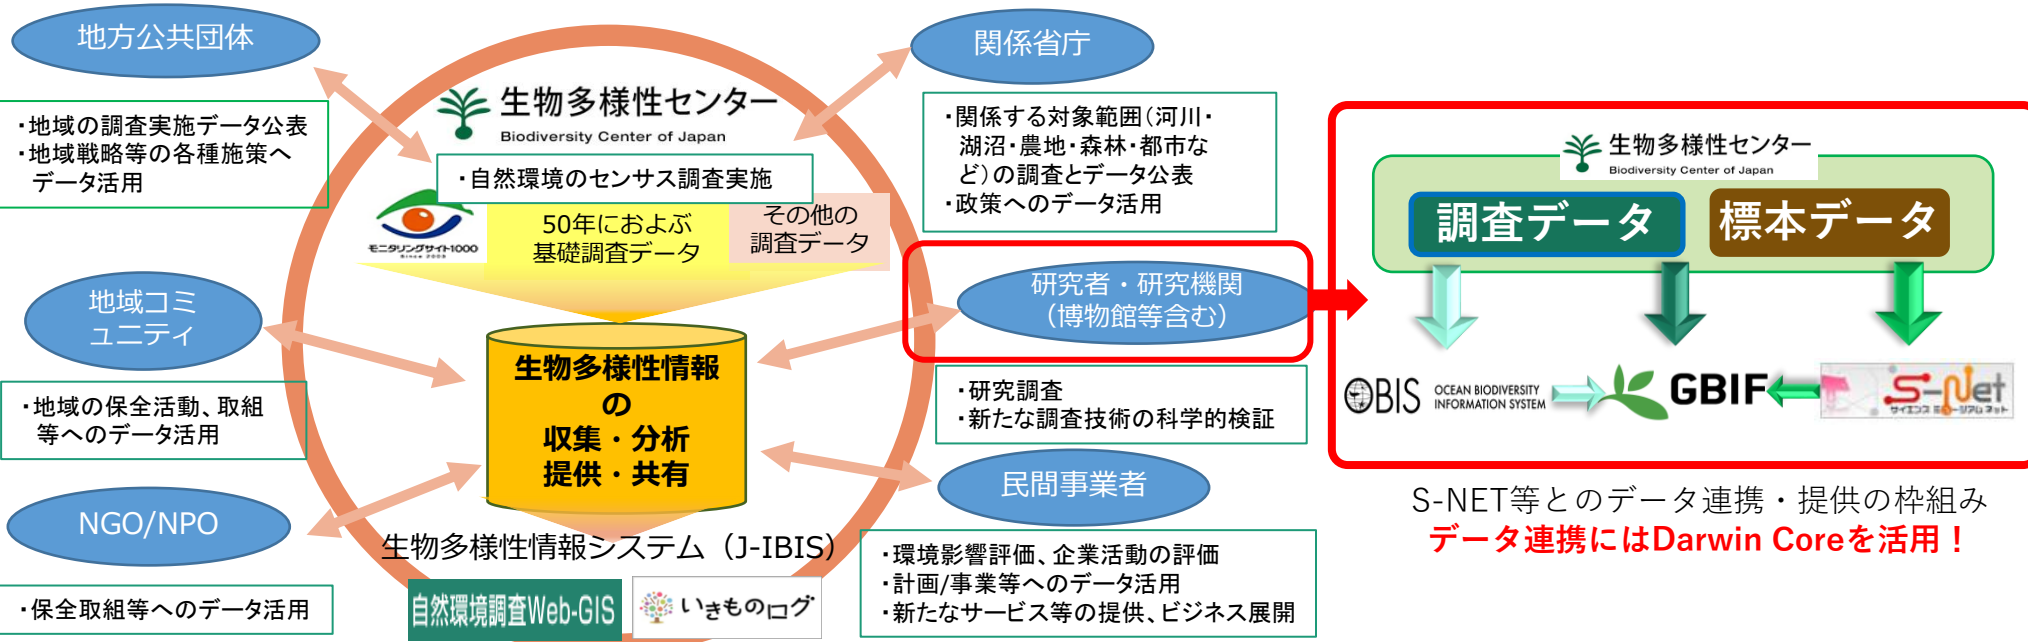 地方公共団体
・地域の調査実施データ公表
・地域戦略等の各種施策へ
データ活用
地域コミ
ュニティ
・地域の保全活動、取組
等へのデータ活用
NGO/NPO
・保全取組等へのデータ活用
生物多様性センター
Biodiversity Center of Japan
・自然環境のセンサス調査実施
モニタリングサイト1000
Since 2003
50年におよぶ
基礎調査データ
その他の
調査データ
生物多様性情報
の
収集・分析
提供・共有
生物多様性情報システム（J-IBIS）
自然環境調査Web-GIS
いきものログ
関係省庁
・関係する対象範囲（河川・
湖沼・農地・森林・都市な
ど）の調査とデータ公表
・政策へのデータ活用
研究者・研究機関
（博物館等含む）
・研究調査
・新たな調査技術の科学的検証
民間事業者
・環境影響評価、企業活動の評価
・計画/事業等へのデータ活用
・新たなサービス等の提供、ビジネス展開
生物多様性センター
Biodiversity Center of Japan
調査データ
標本データ
OBIS
OCEAN BIODIVERSITY
INFORMATION SYSTEM
GBIF
S-Net
サイエンス ミュージアム ネット
S-NET等とのデータ連携・提供の枠組み
データ連携にはDarwin Coreを活用！